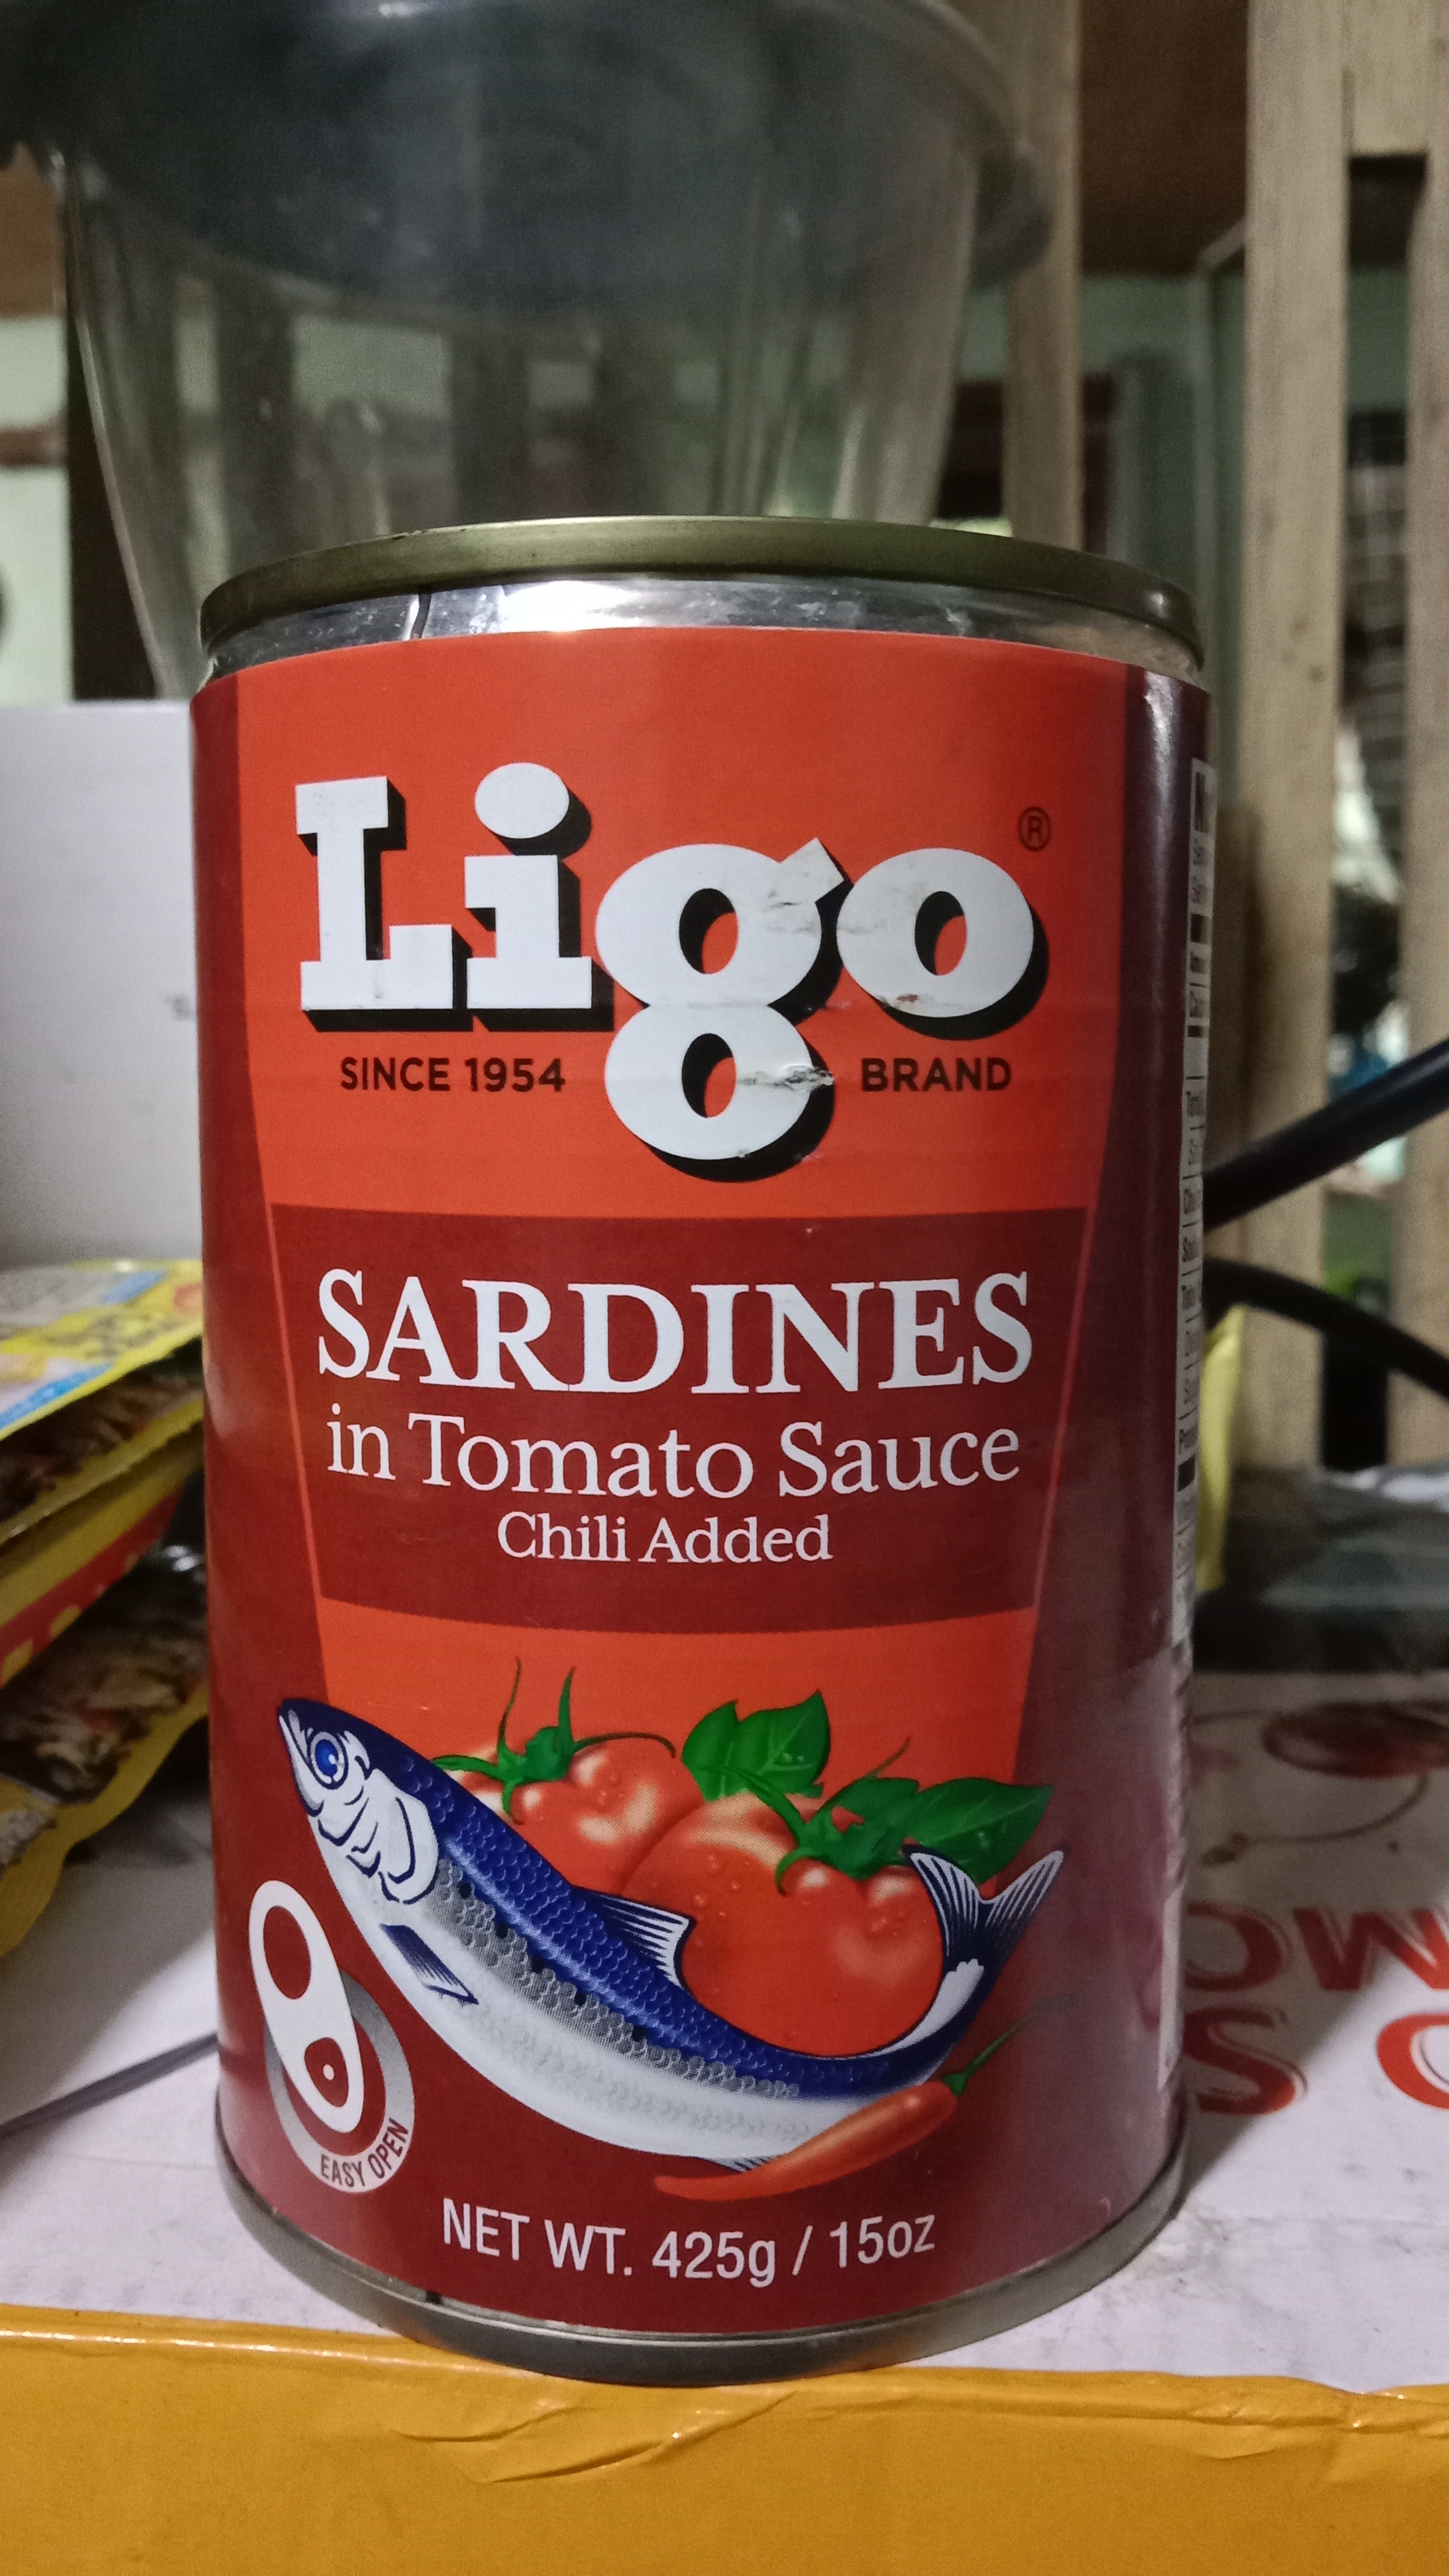 Ligo®
SINCE 1954 BRAND
SARDINES
in Tomato Sauce
Chili Added
EASY OPEN
NET WT. 425g / 15oz